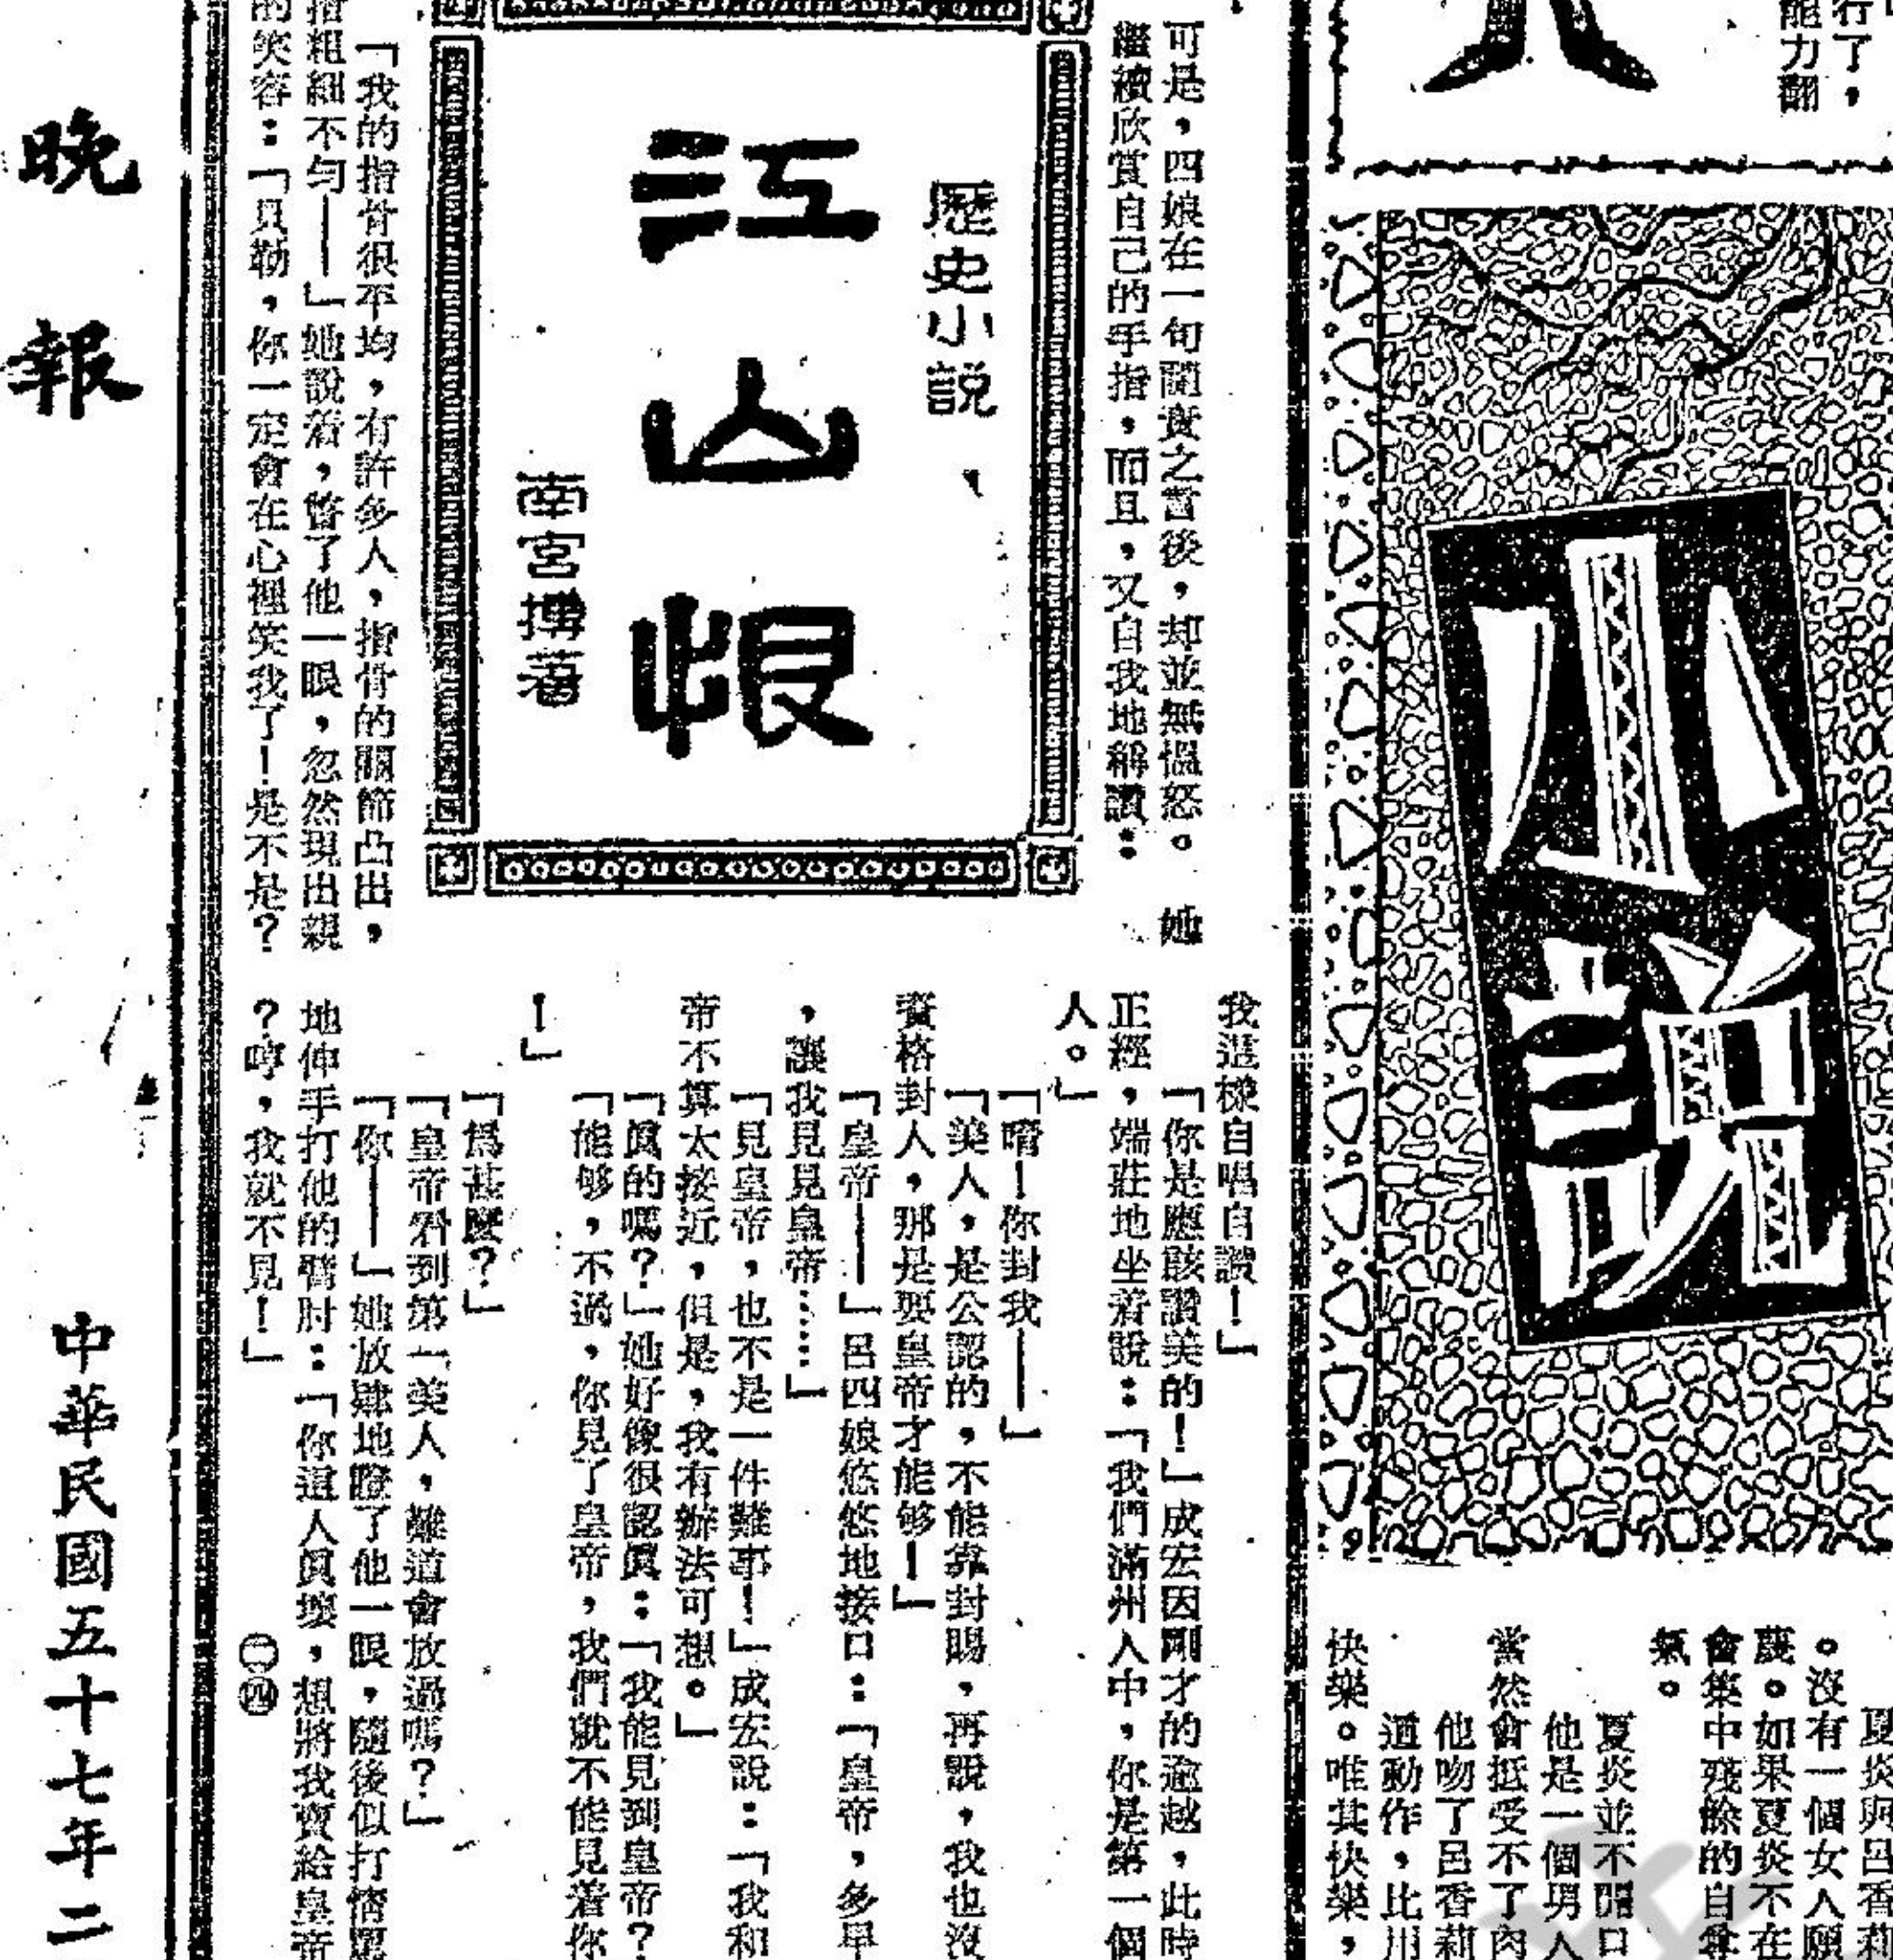 行了，
能力翻
小說
夏炎與呂香莉
。沒有一個女人願
如果夏炎不在
會集中殘餘的自尊
氣。
夏炎並不開口
他是一個男人
當然會抵受不了肉
他吻了呂香莉
這動作，比用
快樂。唯其快樂，
可是，四娘在一句
後，却並無慍怒。她
繼續欣賞自己的手指，而且，又自我地稱讚：
歷史小說
江山恨
南宮搏著
「我的指骨很不均，有許多人，指骨的關節凸出，
指粗細不勻——」她說着，瞥了他一眼，忽然現出親
的笑容：「貝勒，你一定會在心裡笑我了！是不是？
我這樣自唱自讚！」
「你是應該讚美的！」成宏因剛才的逾越，此時
正經，端莊地坐着說：「我們滿州人中，你是第一個
人。」
「唷！你封我——」
「美人，是公認的，不能靠封賜，再說，我也沒
資格封人，那是要皇帝才能够！」
「皇帝——」呂四娘悠悠地接口：「皇帝，多早
，讓我見見皇帝……」
「見皇帝，也不是一件難事！」成宏說：「我和
帝不算太接近，但是，我有辦法可想。」
「眞的嗎？」她好像很認眞：「我能見到皇帝？
「能够，不過，你見了皇帝，我們就不能見着你
！」
「爲甚麽？」
「皇帝看到第一美人，難道會放過嗎？」
「你——」她放肆地瞪了他一眼，隨後似打情罵
地伸手打他的臂肘：「你這人眞壞，想將我賣給皇帝
？哼，我就不見！」
㊁㊃
晚報
中華民國五十七年二